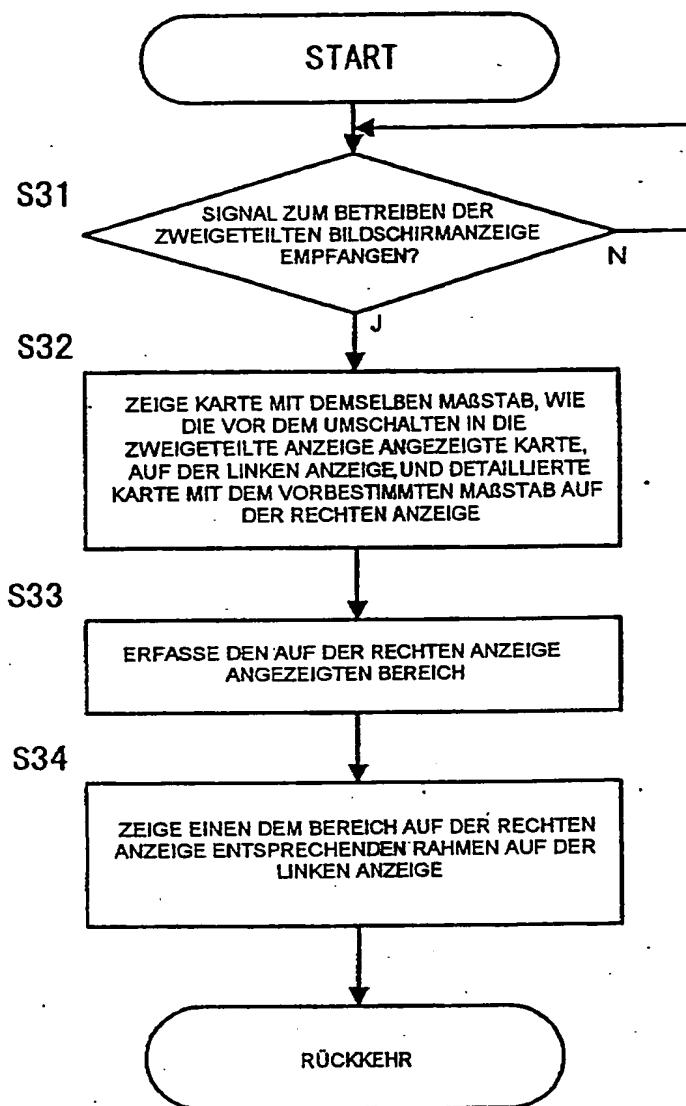 START
S31
SIGNAL ZUM BETREIBEN DER
ZWEIGETEILTEN BILDSCHIRMANZEIGE
EMPFANGEN?
N
J
S32
ZEIGE KARTE MIT DEMSELBEN MAßSTAB, WIE
DIE VOR DEM UMSCHALTEN IN DIE
ZWEIGETEILTE ANZEIGE ANGEZEIGTE KARTE,
AUF DER LINKEN ANZEIGE, UND DETAILLIERTE
KARTE MIT DEM VORBESTIMMTEN MAßSTAB AUF
DER RECHTEN ANZEIGE
S33
ERFASSE DEN AUF DER RECHTEN ANZEIGE
ANGEZEIGTEN BEREICH
S34
ZEIGE EINEN DEM BEREICH AUF DER RECHTEN
ANZEIGE ENTSPRECHENDEN RAHMEN AUF DER
LINKEN ANZEIGE
RÜCKKEHR